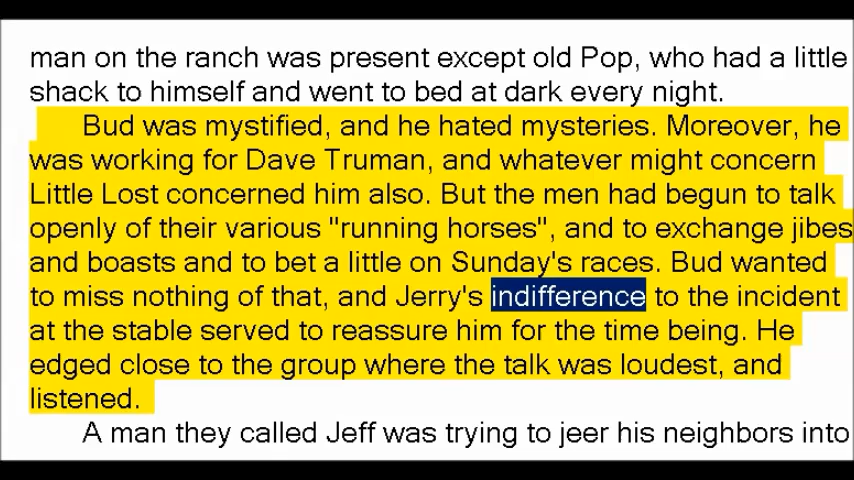 man on the ranch was present except old Pop, who had a little
shack to himself and went to bed at dark every night.
Bud was mystified, and he hated mysteries. Moreover, he
was working for Dave Truman, and whatever might concern
Little Lost concerned him also. But the men had begun to talk
openly of their various "running horses", and to exchange jibes
and boasts and to bet a little on Sunday's races. Bud wanted
to miss nothing of that, and Jerry's indifference to the incident
at the stable served to reassure him for the time being. He
edged close to the group where the talk was loudest, and
listened.
A man they called Jeff was trying to jeer his neighbors into